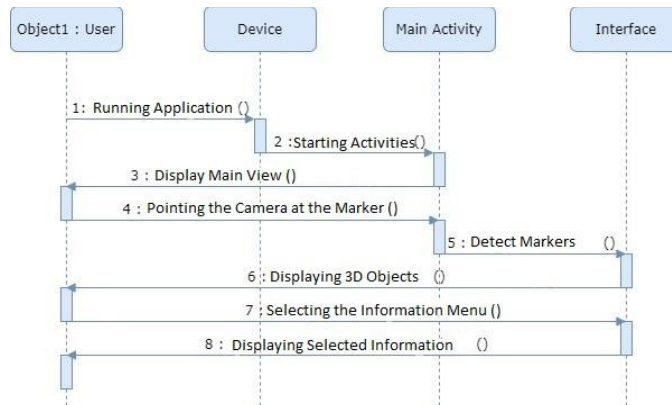 Object1 : User
Device
Main Activity
Interface
1: Running Application ()
2 :Starting Activities()
3 : Display Main View ()
4 : Pointing the Camera at the Marker ()
5 : Detect Markers ()
6 : Displaying 3D Objects ()
7 : Selecting the Information Menu ()
8 : Displaying Selected Information ()